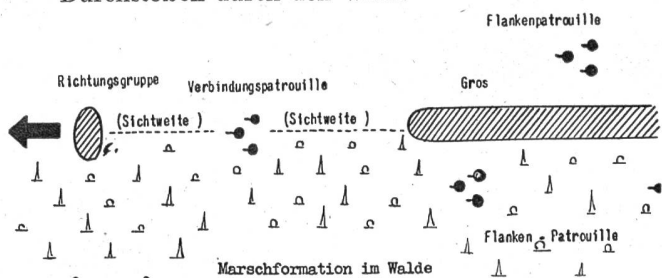 Flankenpatrouille
Richtungsgruppe
Verbindungspatrouille
Gros
(Sichtweite )
(Sichtweite )
Flanken Patrouille
Marschformation im Walde